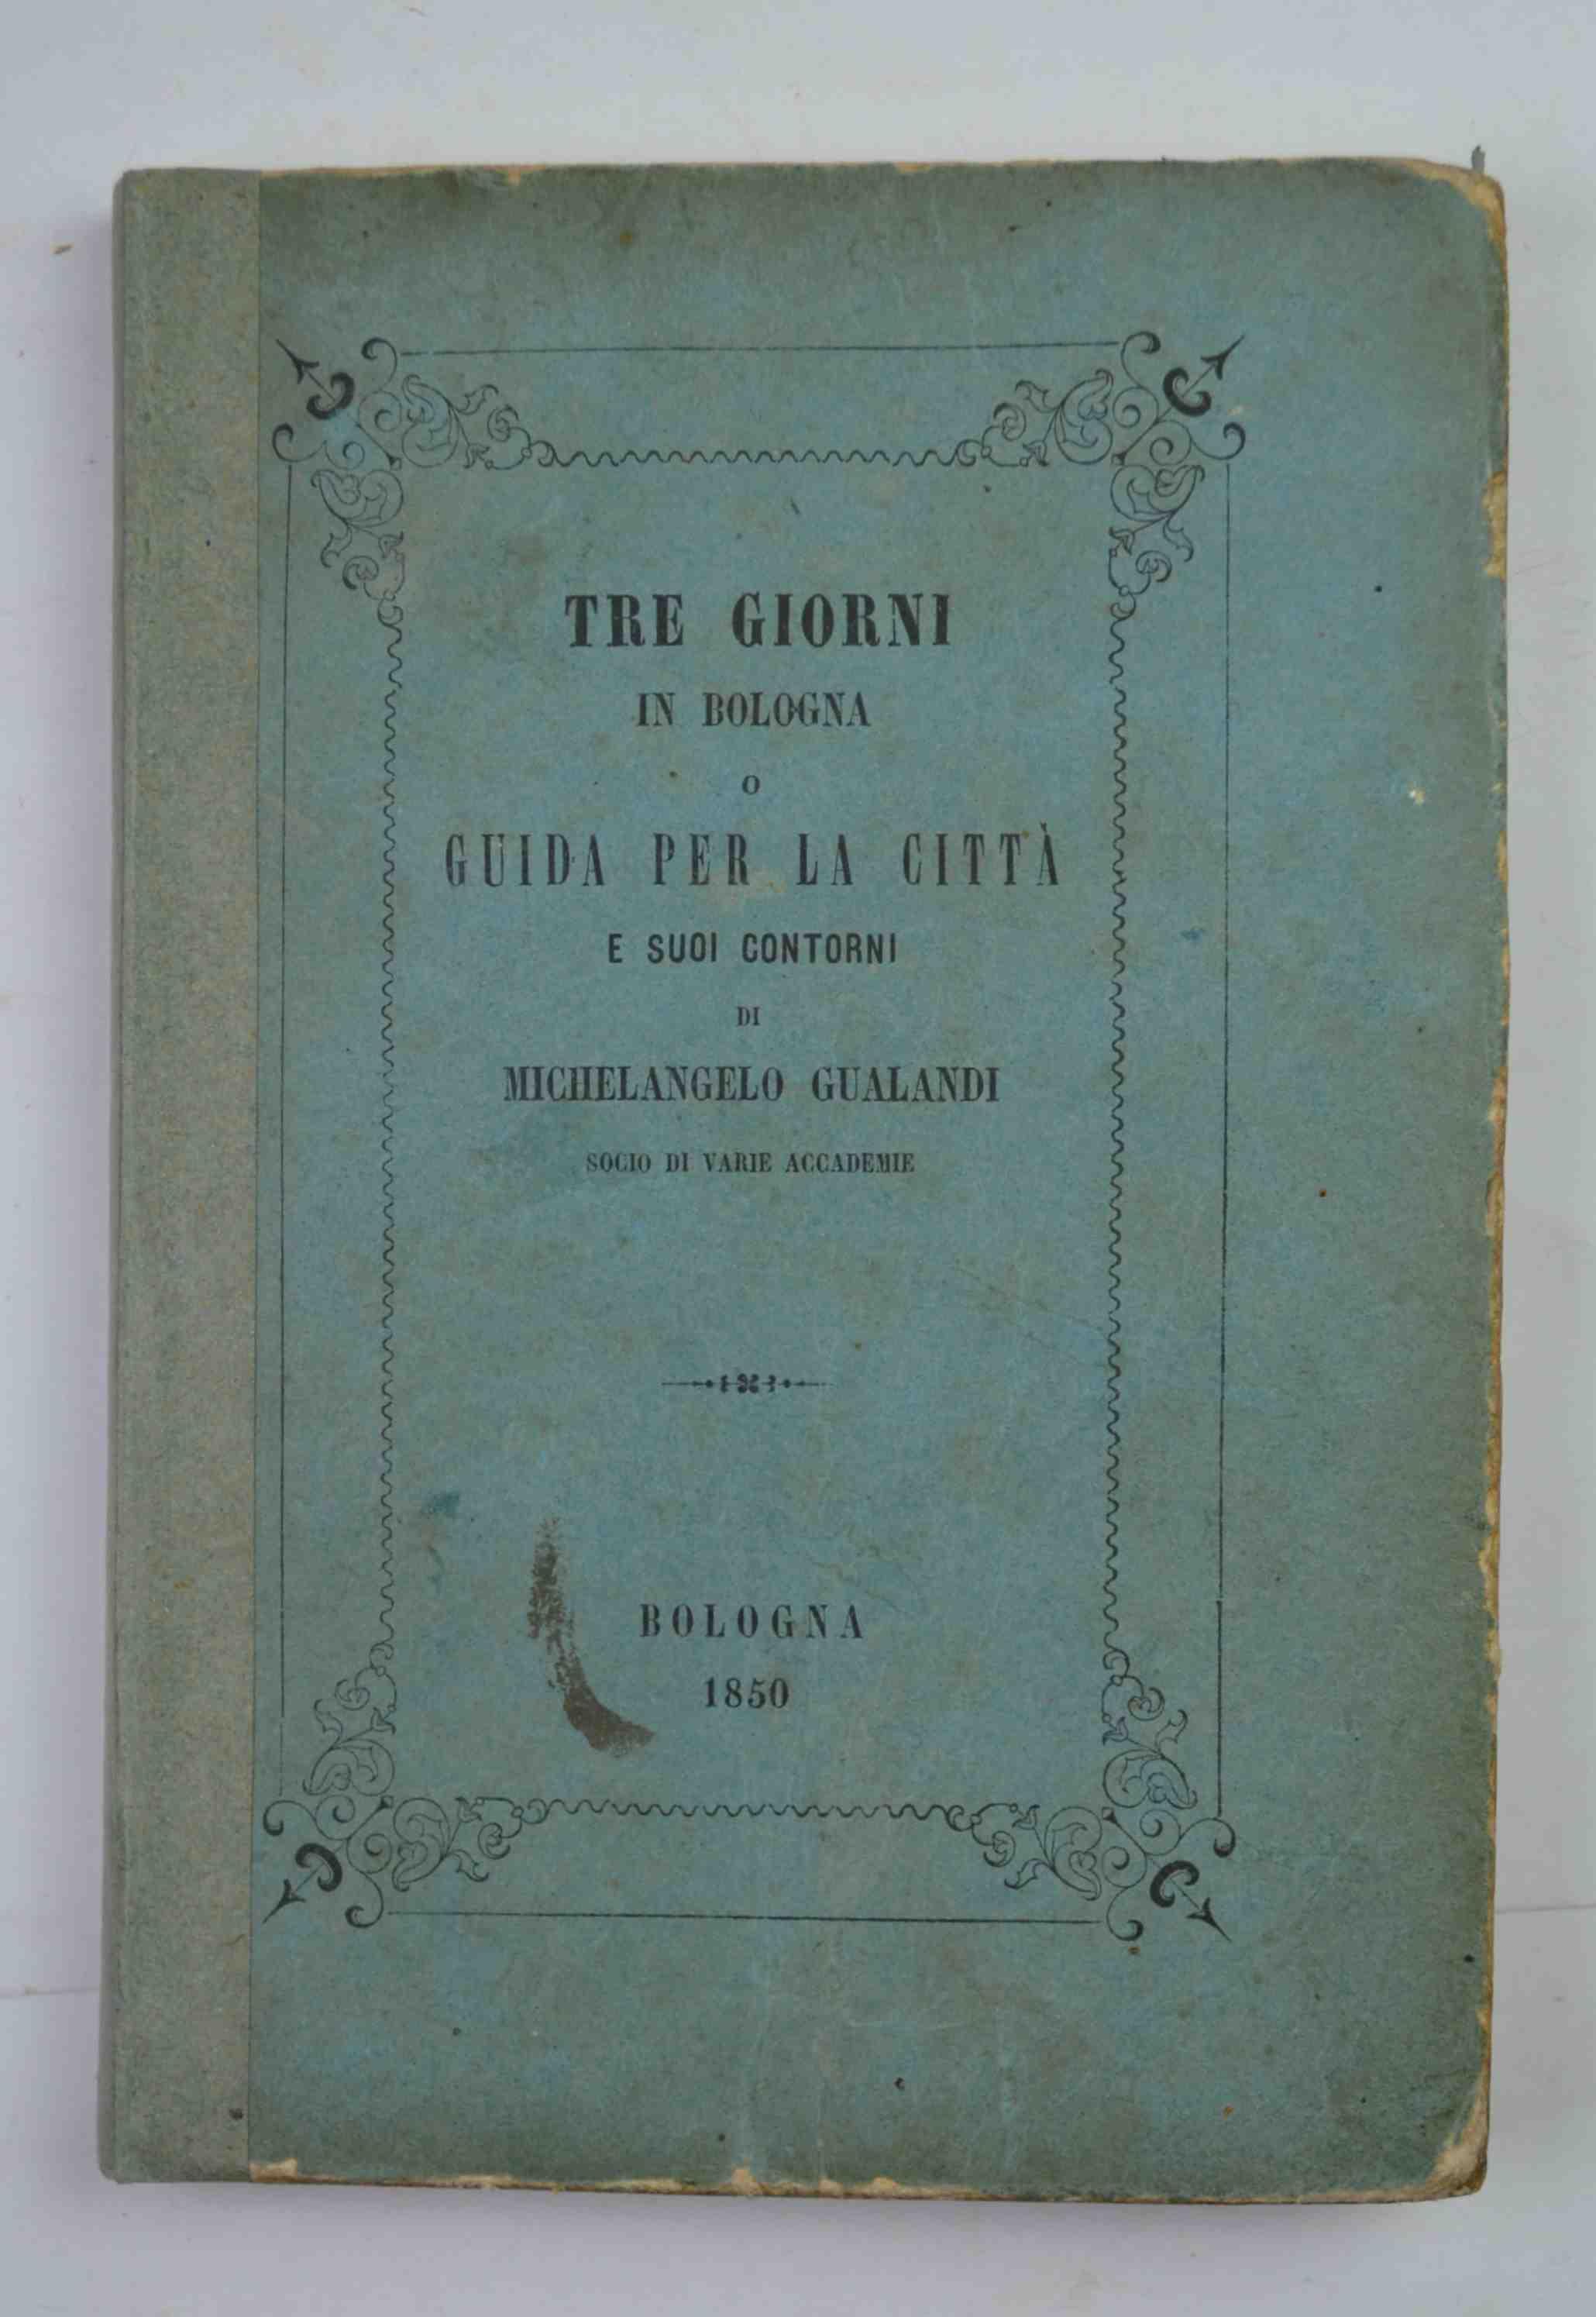 TRE GIORNI
IN BOLOGNA
O
GUIDA PER LA CITTÀ
E SUOI CONTORNI
DI
MICHELANGELO GUALANDI
SOCIO DI VARIE ACCADEMIE
BOLOGNA
1850